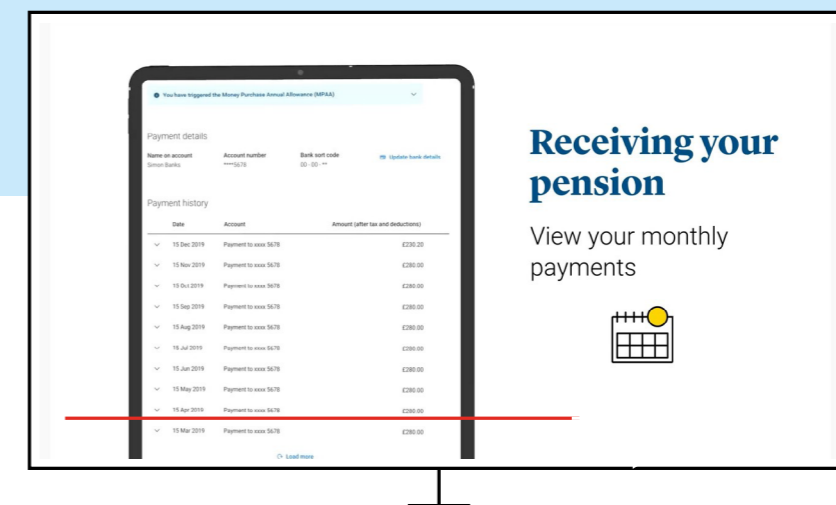 You have triggered the Money Purchase Annual Allowance (MPAA)
Payment details
Name on account Account number Bank sort code Update bank details
Simon Banks ****5678 00 - 00 - **
Payment history
Date Account Amount (after tax and deductions)
15 Dec 2019 Payment to xxxx 5678 £230.20
15 Nov 2019 Payment to xxxx 5678 £280.00
15 Oct 2019 Payment to xxxx 5678 £280.00
15 Sep 2019 Payment to xxxx 5678 £280.00
15 Aug 2019 Payment to xxxx 5678 £280.00
15 Jul 2019 Payment to xxxx 5678 £280.00
15 Jun 2019 Payment to xxxx 5678 £280.00
15 May 2019 Payment to xxxx 5678 £280.00
15 Apr 2019 Payment to xxxx 5678 £280.00
15 Mar 2019 Payment to xxxx 5678 £280.00
Load more
Receiving your
pension
View your monthly
payments